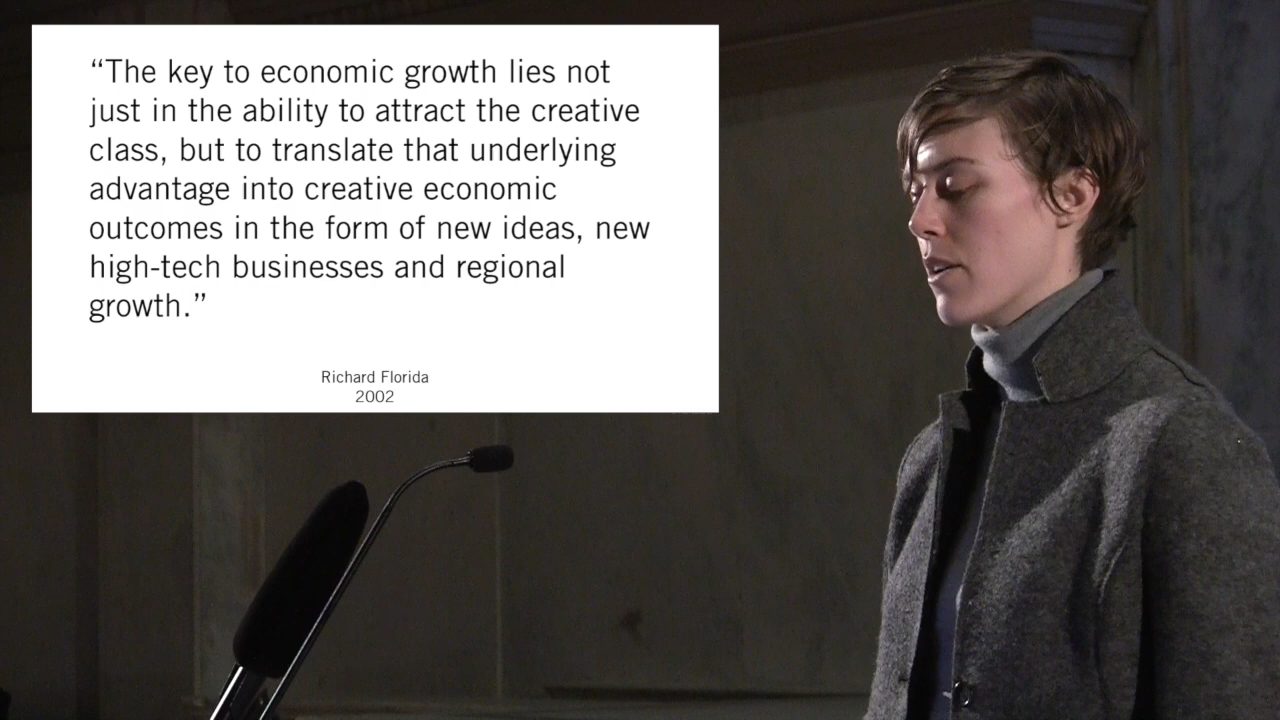 “The key to economic growth lies not
just in the ability to attract the creative
class, but to translate that underlying
advantage into creative economic
outcomes in the form of new ideas, new
high-tech businesses and regional
growth.”
Richard Florida
2002